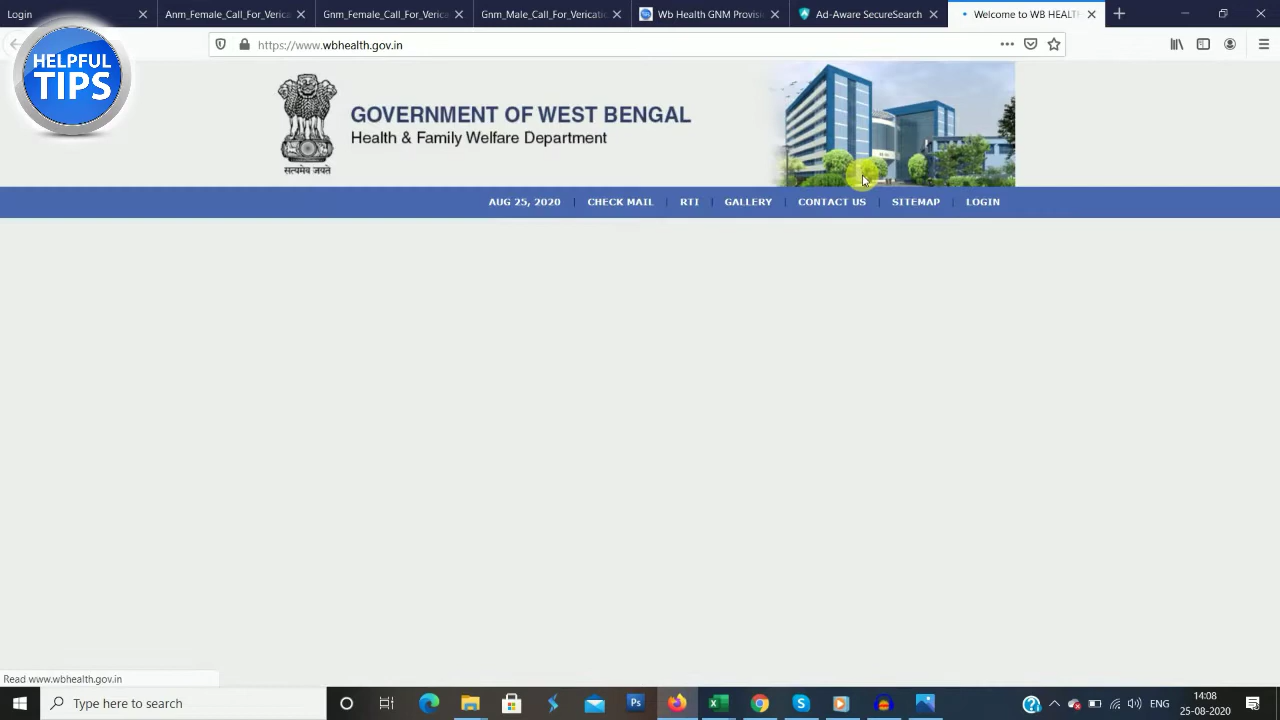 Login
Anm_Female_Call_For_Verica
Gnm_Female_Call_For_Verica
Gnm_Male_Call_For_Vericatio
Wb Health GNM Provisi
Ad-Aware SecureSearch
Welcome to WB HEALTH
https://www.wbhealth.gov.in
HELPFUL
TIPS
GOVERNMENT OF WEST BENGAL
Health & Family Welfare Department
सत्यमेव जयते
AUG 25, 2020 | CHECK MAIL | RTI | GALLERY | CONTACT US | SITEMAP | LOGIN
Read www.wbhealth.gov.in
Type here to search
Ps
ENG
14:08
25-08-2020